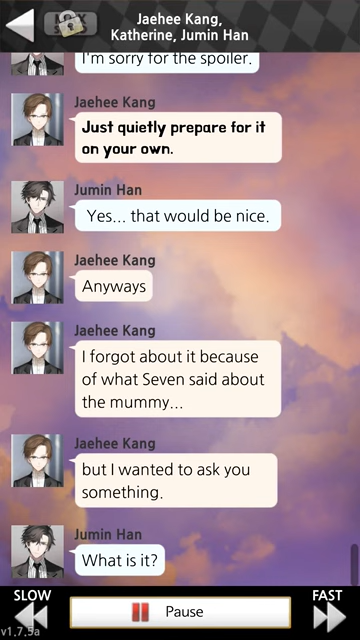 Jaehee Kang,
Katherine, Jumin Han
I'm sorry for the spoiler.
Jaehee Kang
Just quietly prepare for it
on your own.
Jumin Han
Yes... that would be nice.
Jaehee Kang
Anyways
Jaehee Kang
I forgot about it because
of what Seven said about
the mummy...
Jaehee Kang
but I wanted to ask you
something.
Jumin Han
What is it?
SLOW
Pause
FAST
v1.7.5a